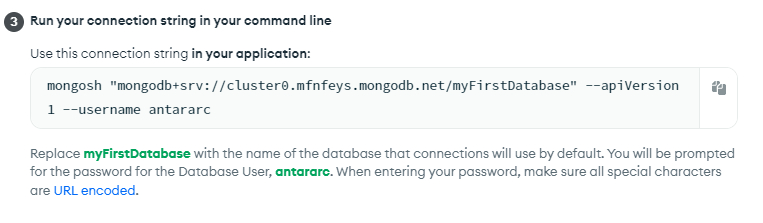 3 Run your connection string in your command line
Use this connection string in your application:
mongosh "mongodb+srv://cluster0.mfnfeys.mongodb.net/myFirstDatabase" --apiVersion
1 --username antararc
Replace myFirstDatabase with the name of the database that connections will use by default. You will be prompted
for the password for the Database User, antararc. When entering your password, make sure all special characters
are URL encoded.